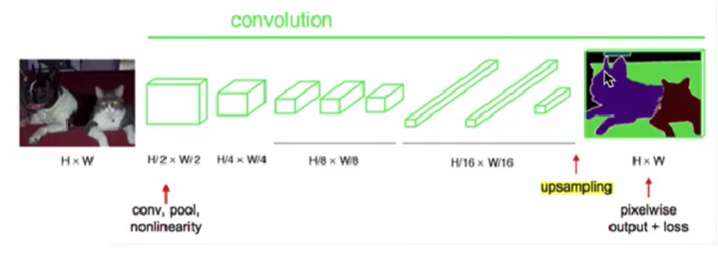 convolution
H × W
H/2 × W/2
H/4 × W/4
H/8 × W/8
H/16 × W/16
H × W
upsampling
conv, pool,
nonlinearity
pixelwise
output + loss